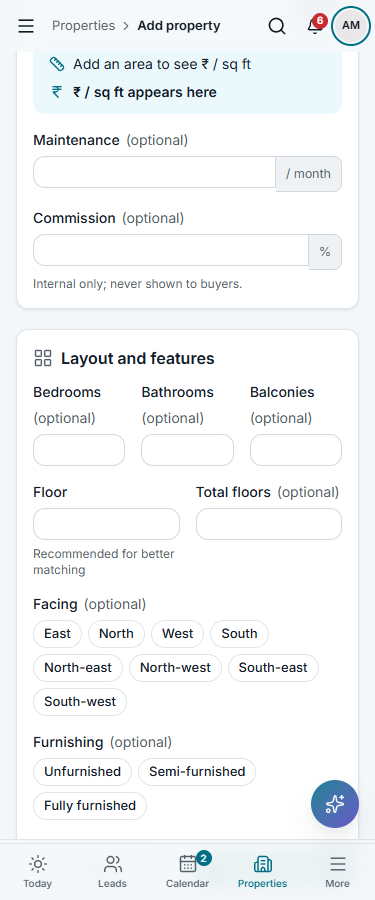 Properties > Add property
6
AM
Add an area to see ₹ / sq ft
₹ ₹ / sq ft appears here
Maintenance (optional)
/ month
Commission (optional)
%
Internal only; never shown to buyers.
Layout and features
Bedrooms Bathrooms Balconies
(optional) (optional) (optional)
Floor Total floors (optional)
Recommended for better
matching
Facing (optional)
East North West South
North-east North-west South-east
South-west
Furnishing (optional)
Unfurnished Semi-furnished
Fully furnished
2
Today Leads Calendar Properties More